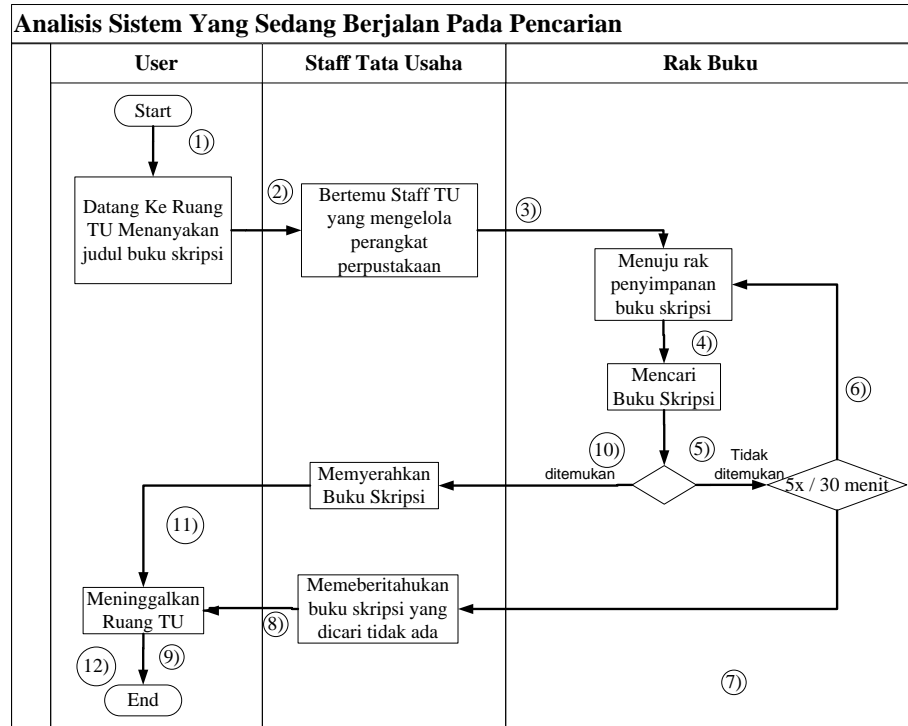 Analisis Sistem Yang Sedang Berjalan Pada Pencarian
User
Staff Tata Usaha
Rak Buku
Start
1)
Datang Ke Ruang
TU Menanyakan
judul buku skripsi
2)
Bertemu Staff TU
yang mengelola
perangkat
perpustakaan
3)
Menuju rak
penyimpanan
buku skripsi
4)
Mencari
Buku Skripsi
5)
Tidak
ditemukan
5x / 30 menit
6)
10)
ditemukan
Memyerahkan
Buku Skripsi
11)
Memeberitahukan
buku skripsi yang
dicari tidak ada
7)
8)
Meninggalkan
Ruang TU
9)
12)
End